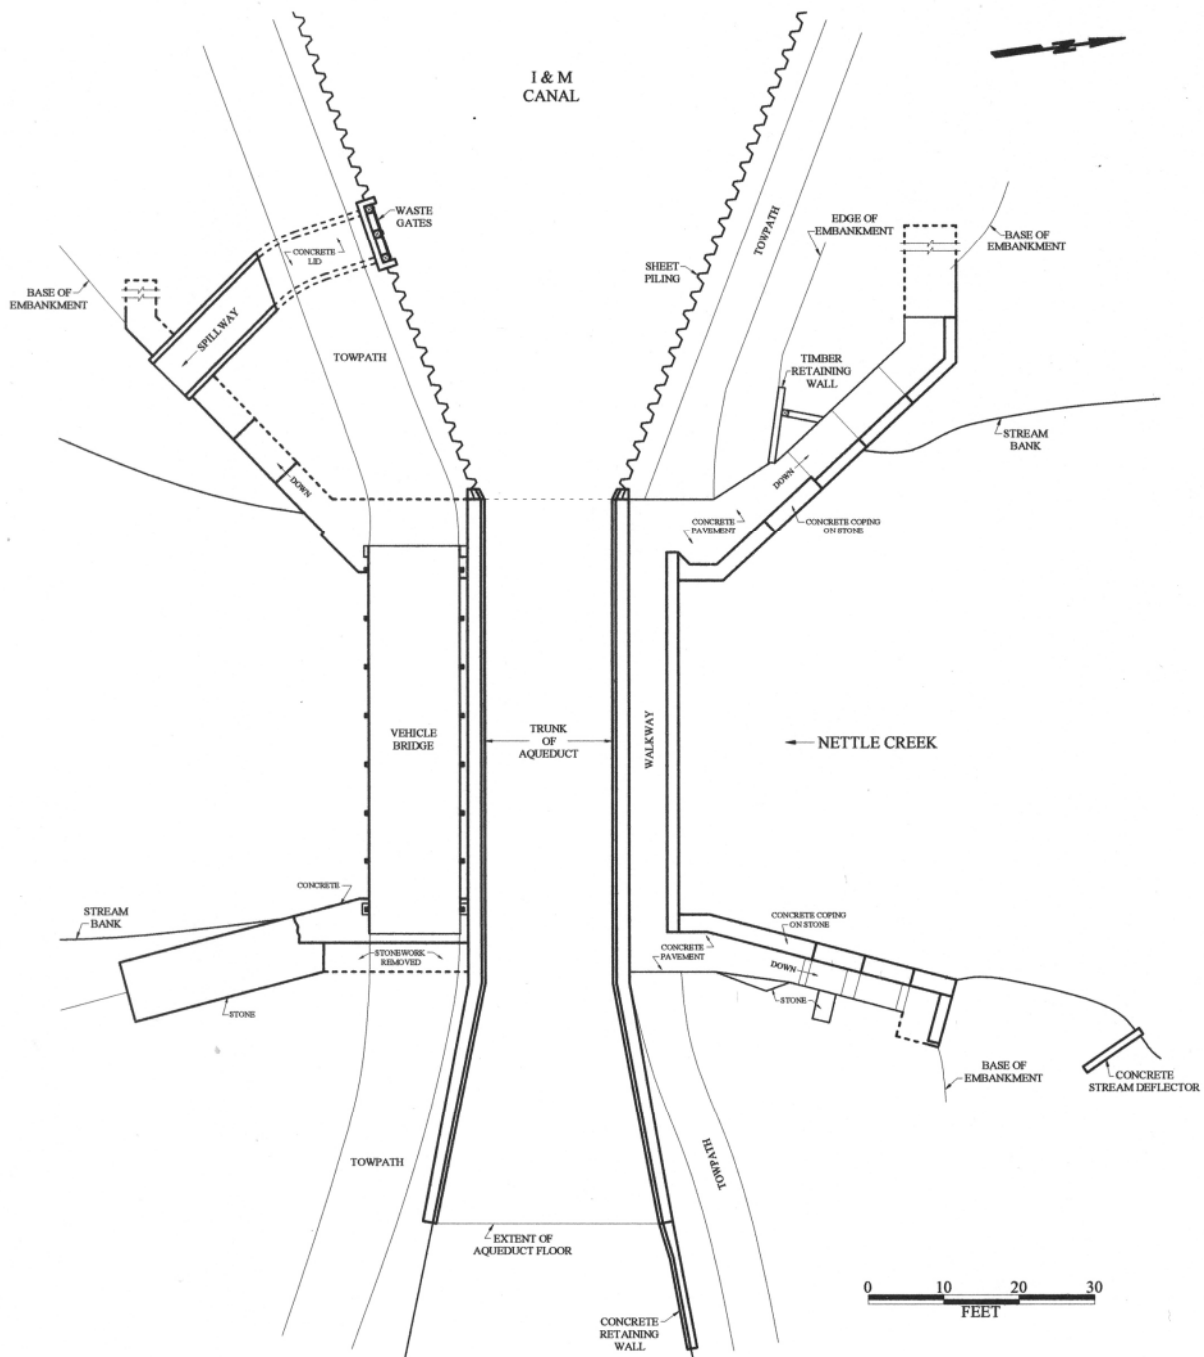 I & M
CANAL
N
WASTE
GATES
TOWPATH
EDGE OF
EMBANKMENT
BASE OF
EMBANKMENT
CONCRETE
LID
SHEET
PILING
BASE OF
EMBANKMENT
SPILLWAY
TOWPATH
TIMBER
RETAINING
WALL
STREAM
BANK
DOWN
DOWN
CONCRETE
PAVEMENT
CONCRETE COPING
ON STONE
VEHICLE
BRIDGE
TRUNK
OF
AQUEDUCT
WALKWAY
NETTLE CREEK
CONCRETE
STREAM
BANK
STONEWORK
REMOVED
CONCRETE COPING
ON STONE
CONCRETE
PAVEMENT
DOWN
STONE
STONE
BASE OF
EMBANKMENT
CONCRETE
STREAM DEFLECTOR
TOWPATH
TOWPATH
EXTENT OF
AQUEDUCT FLOOR
0 10 20 30
FEET
CONCRETE
RETAINING
WALL